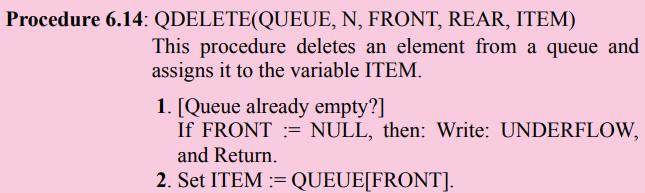 Procedure 6.14: QDELETE(QUEUE, N, FRONT, REAR, ITEM)
This procedure deletes an element from a queue and
assigns it to the variable ITEM.
1. [Queue already empty?]
If FRONT := NULL, then: Write: UNDERFLOW,
and Return.
2. Set ITEM := QUEUE[FRONT].